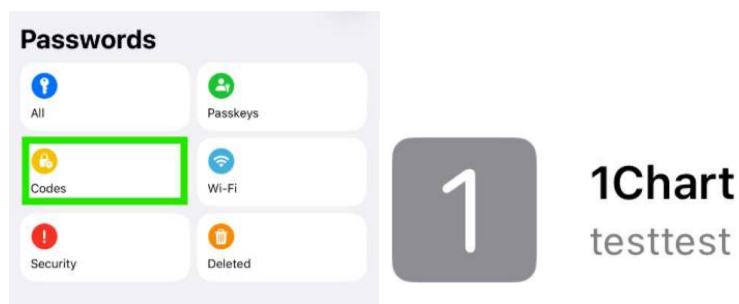 Passwords
All
Passkeys
Codes
Wi-Fi
Security
Deleted
1
1Chart
testtest